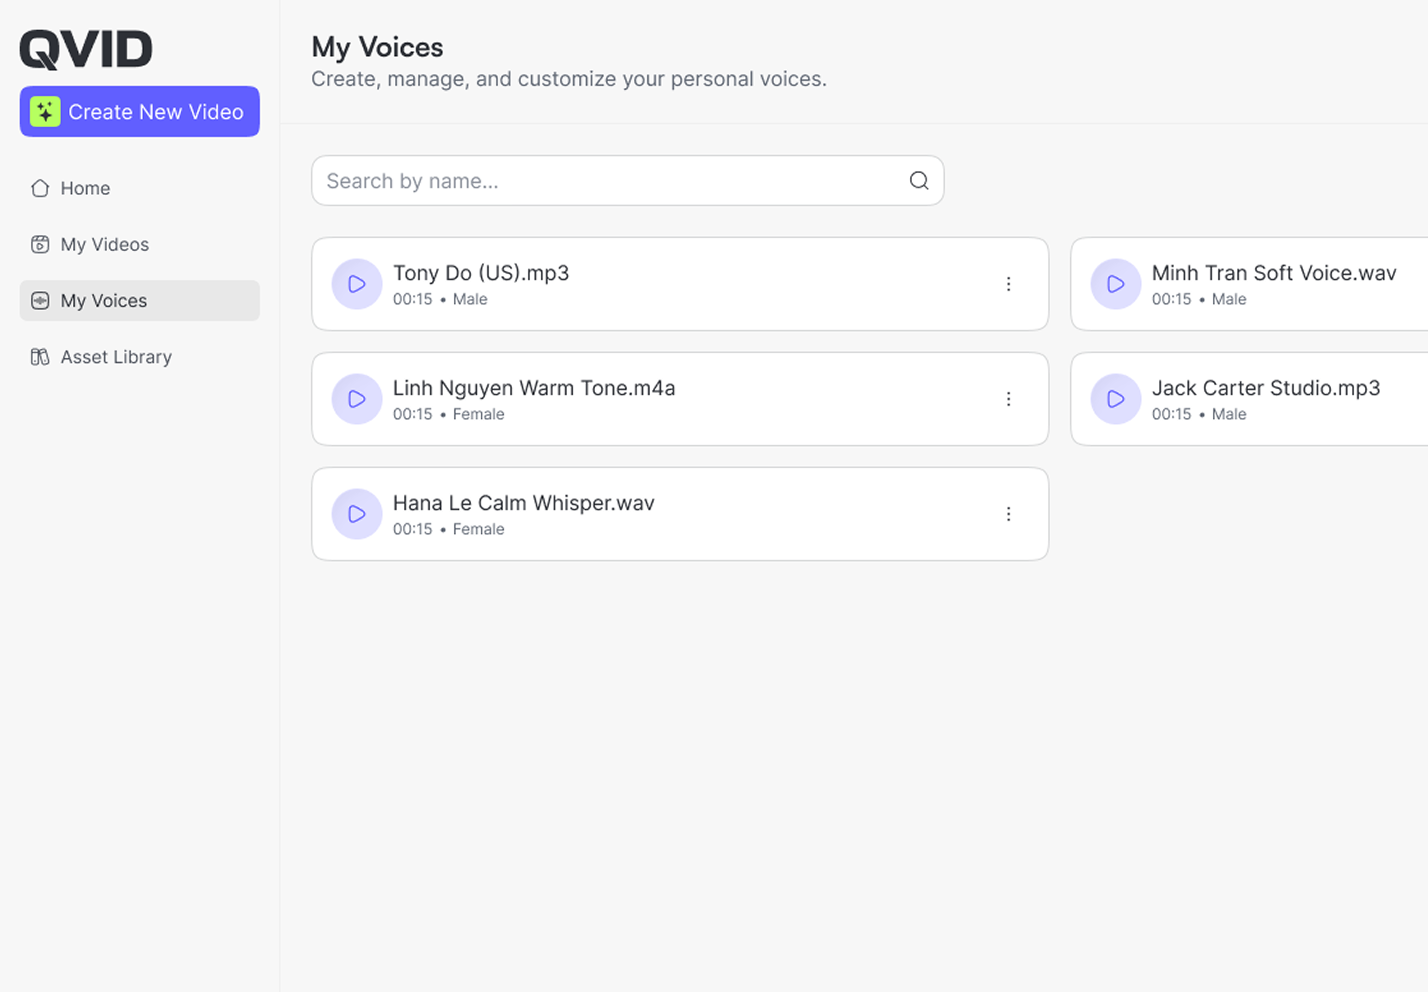 QVID
Create New Video
Home
My Videos
My Voices
Asset Library
My Voices
Create, manage, and customize your personal voices.
Search by name...
Tony Do (US).mp3
00:15 • Male
Minh Tran Soft Voice.wav
00:15 • Male
Linh Nguyen Warm Tone.m4a
00:15 • Female
Jack Carter Studio.mp3
00:15 • Male
Hana Le Calm Whisper.wav
00:15 • Female